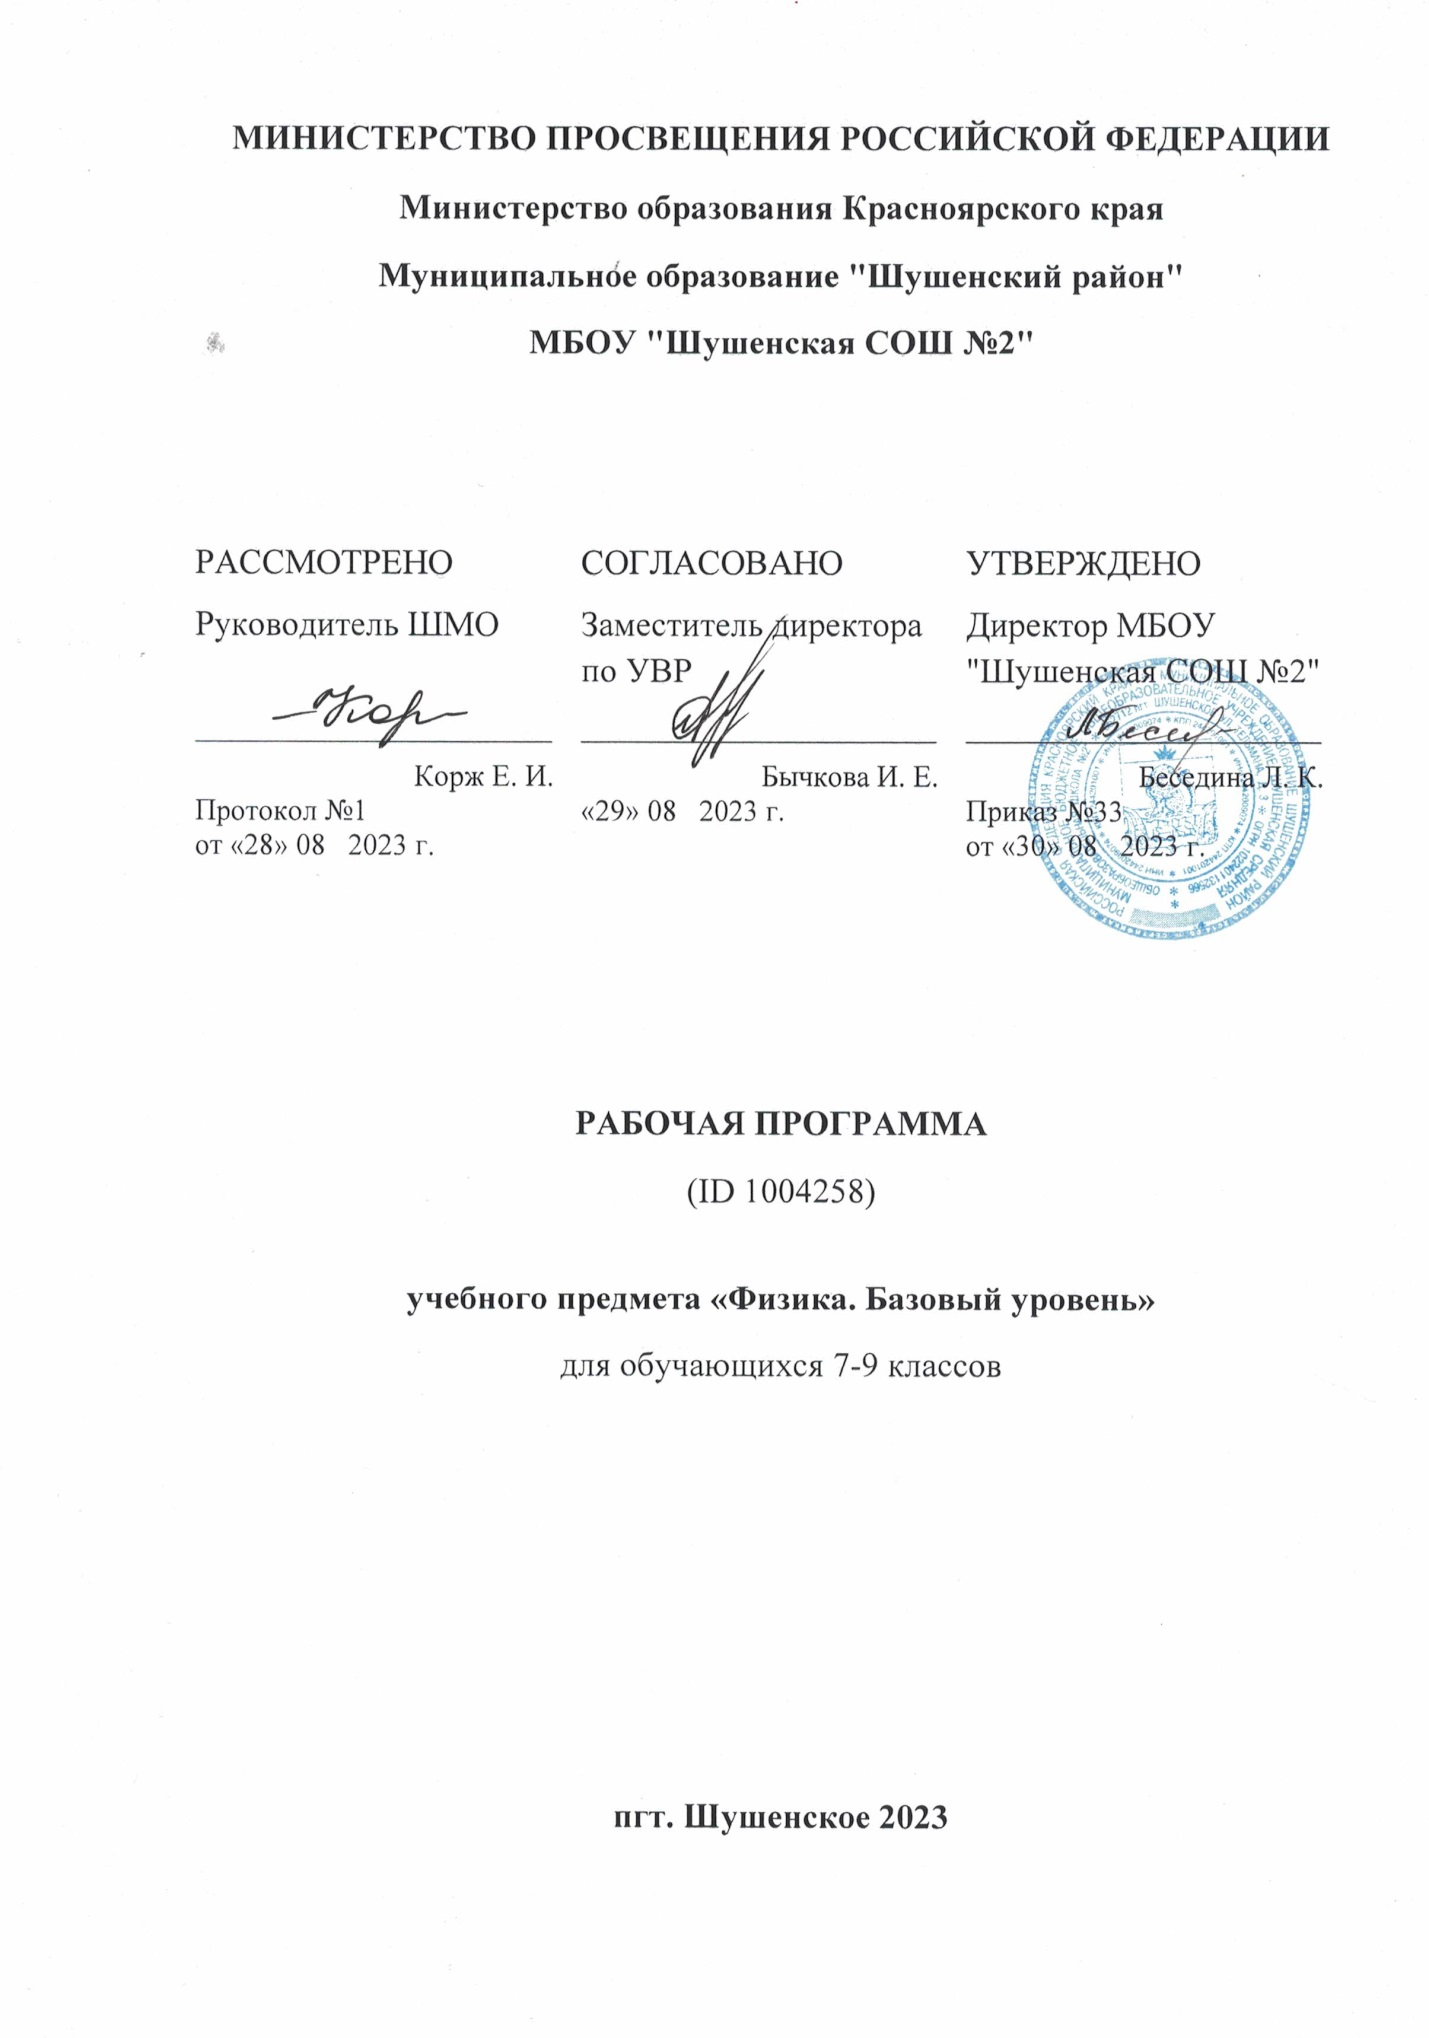 МИНИСТЕРСТВО ПРОСВЕЩЕНИЯ РОССИЙСКОЙ ФЕДЕРАЦИИ
Министерство образования Красноярского края
Муниципальное образование "Шушенский район"
МБОУ "Шушенская СОШ №2"
РАССМОТРЕНО
Руководитель ШМО
Корж Е. И.
Протокол №1
от «28» 08 2023 г.
СОГЛАСОВАНО
Заместитель директора
по УВР
Бычкова И. Е.
«29» 08 2023 г.
УТВЕРЖДЕНО
Директор МБОУ
"Шушенская СОШ №2"
Беседина Л. К.
Приказ №33
от «30» 08 2023 г.
РАБОЧАЯ ПРОГРАММА
(ID 1004258)
учебного предмета «Физика. Базовый уровень»
для обучающихся 7-9 классов
пгт. Шушенское 2023